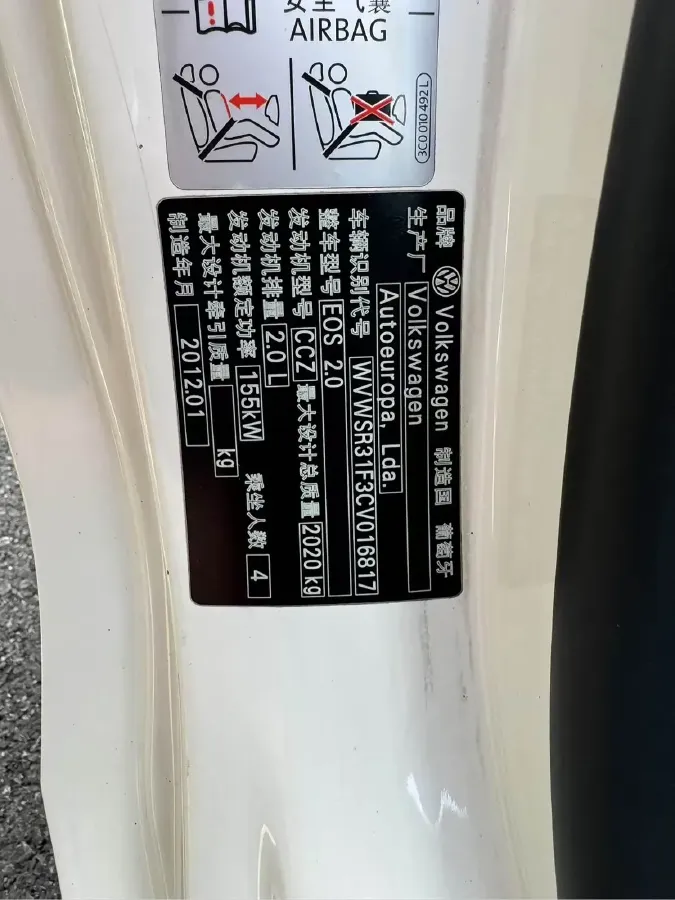 安全气囊
AIRBAG
3C0 010 492 L
品牌 Volkswagen 制造国 葡萄牙
生产厂 Volkswagen
Autoeuropa, Lda.
车辆识别代号 WVWSR31F3CV016817
整车型号 EOS 2.0
发动机型号 CCZ 最大设计总质量 2020 kg
发动机排量 2.0 L
发动机额定功率 155kW 乘坐人数 4
最大设计牵引质量 kg
制造年月 2012.01